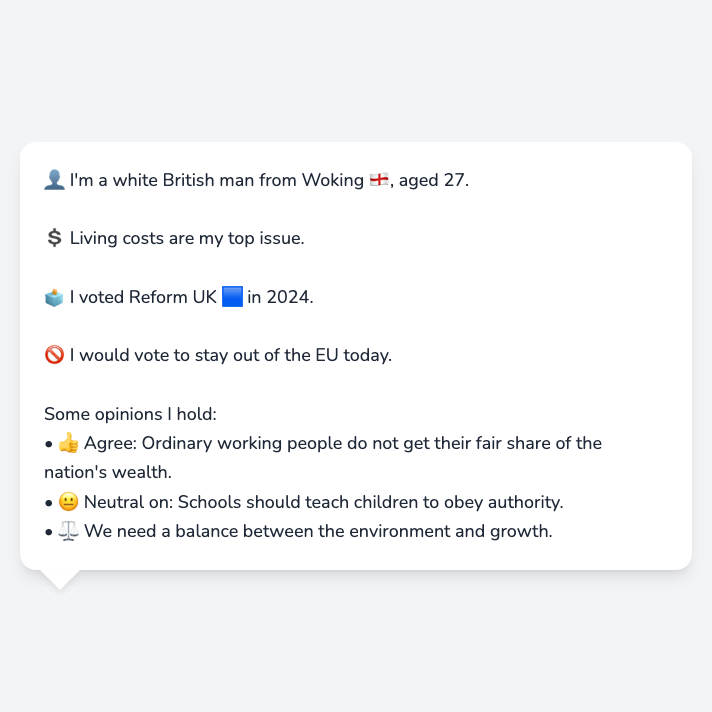 👤 I'm a white British man from Woking 🏴󠁧󠁢󠁥󠁮󠁧󠁿, aged 27.
💲 Living costs are my top issue.
🗳️ I voted Reform UK 🟦 in 2024.
🚫 I would vote to stay out of the EU today.
Some opinions I hold:
• 👍 Agree: Ordinary working people do not get their fair share of the
nation's wealth.
• 😐 Neutral on: Schools should teach children to obey authority.
• ⚖️ We need a balance between the environment and growth.